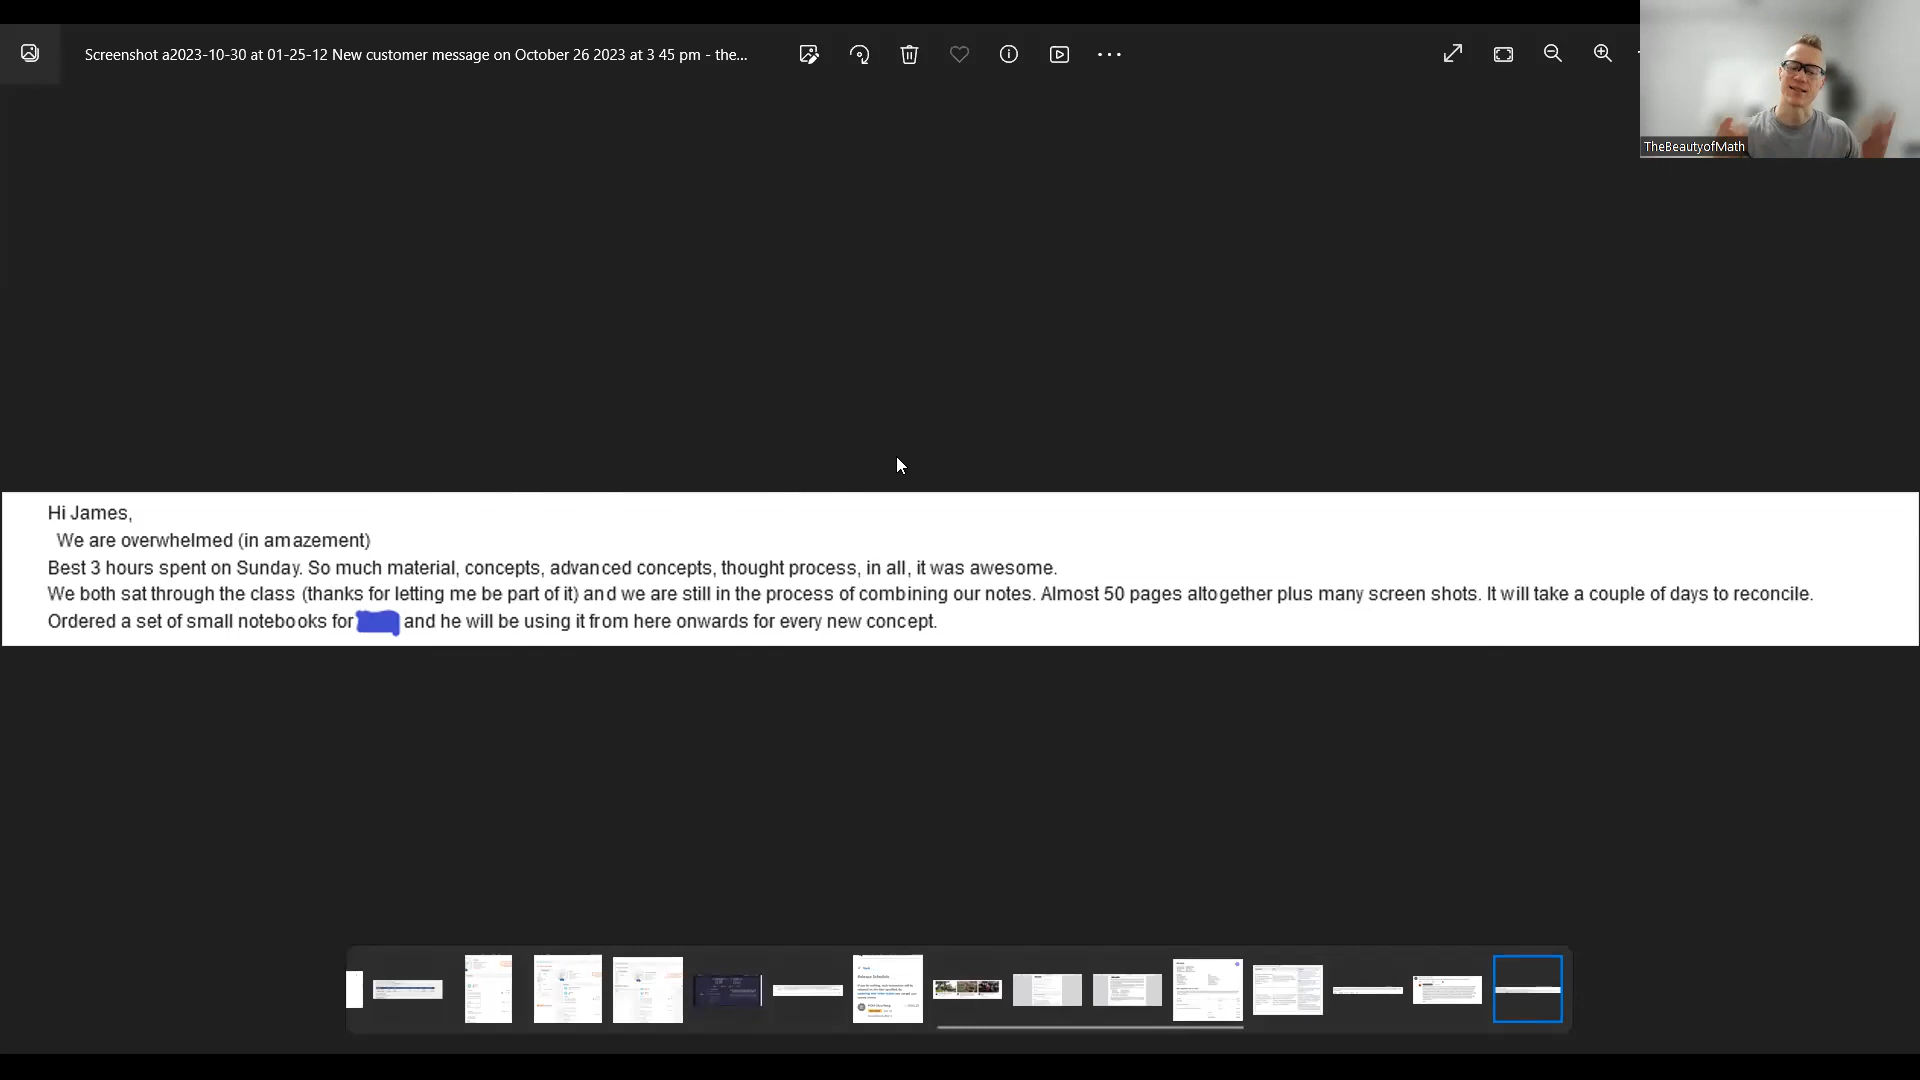 Screenshot a2023-10-30 at 01-25-12 New customer message on October 26 2023 at 3 45 pm - the...
TheBeautyofMath
Hi James,
We are overwhelmed (in amazement)
Best 3 hours spent on Sunday. So much material, concepts, advanced concepts, thought process, in all, it was awesome.
We both sat through the class (thanks for letting me be part of it) and we are still in the process of combining our notes. Almost 50 pages altogether plus many screen shots. It will take a couple of days to reconcile.
Ordered a set of small notebooks for and he will be using it from here onwards for every new concept.
Release Schedule